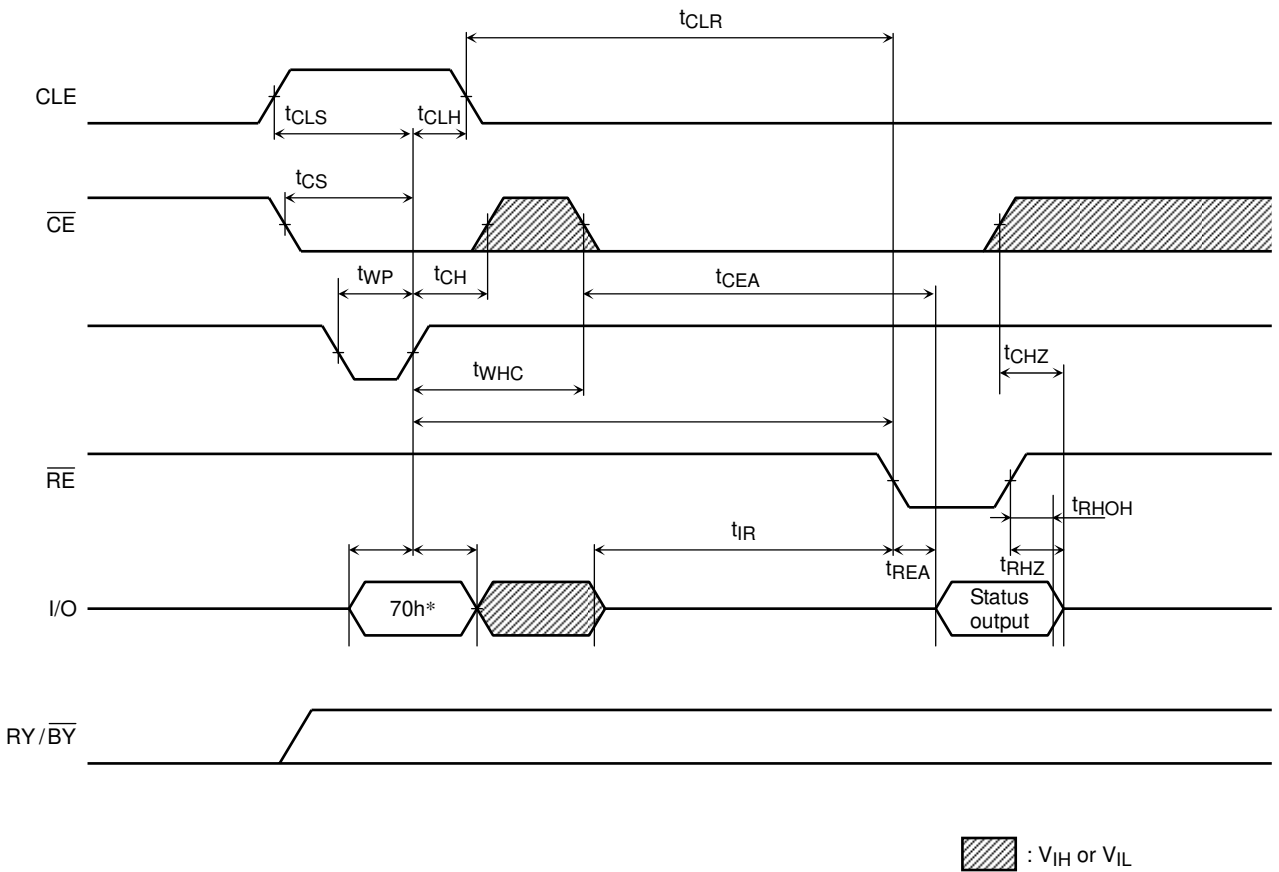 tCLR
CLE
tCLS
tCLH
tCS
CE
tWP
tCH
tCEA
tCHZ
tWHC
RE
tRHOH
tIR
tREA
tRHZ
I/O
70h*
Status
output
RY/BY
: VIH or VIL